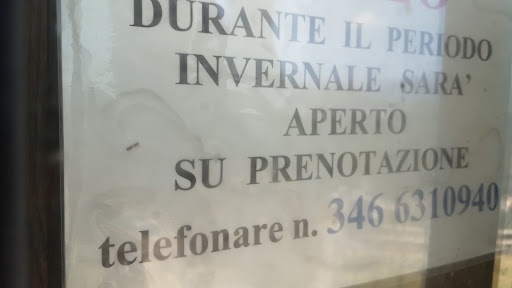 DURANTE IL PERIODO
INVERNALE SARA'
APERTO
SU PRENOTAZIONE
telefonare n. 346 6310940